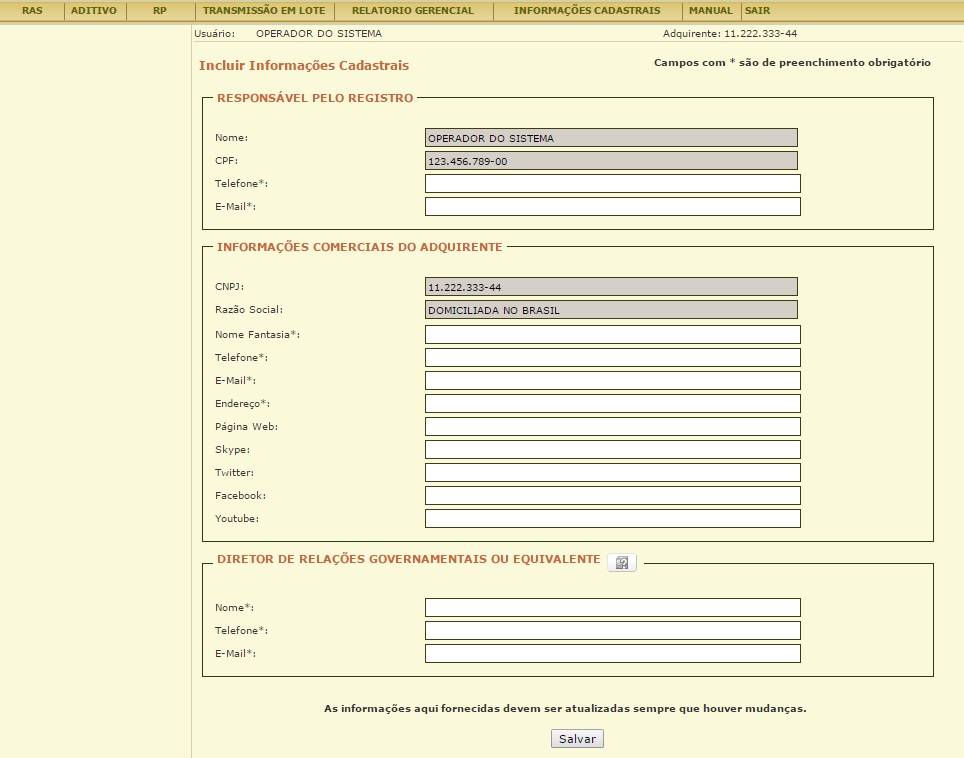 RAS ADITIVO RP TRANSMISSÃO EM LOTE RELATORIO GERENCIAL INFORMAÇÕES CADASTRAIS MANUAL SAIR
Usuário: OPERADOR DO SISTEMA Adquirente: 11.222.333-44
Incluir Informações Cadastrais Campos com * são de preenchimento obrigatório
RESPONSÁVEL PELO REGISTRO
Nome: OPERADOR DO SISTEMA
CPF: 123.456.789-00
Telefone*:
E-Mail*:
INFORMAÇÕES COMERCIAIS DO ADQUIRENTE
CNPJ: 11.222.333-44
Razão Social: DOMICILIADA NO BRASIL
Nome Fantasia*:
Telefone*:
E-Mail*:
Endereço*:
Página Web:
Skype:
Twitter:
Facebook:
Youtube:
DIRETOR DE RELAÇÕES GOVERNAMENTAIS OU EQUIVALENTE
Nome*:
Telefone*:
E-Mail*:
As informações aqui fornecidas devem ser atualizadas sempre que houver mudanças.
Salvar